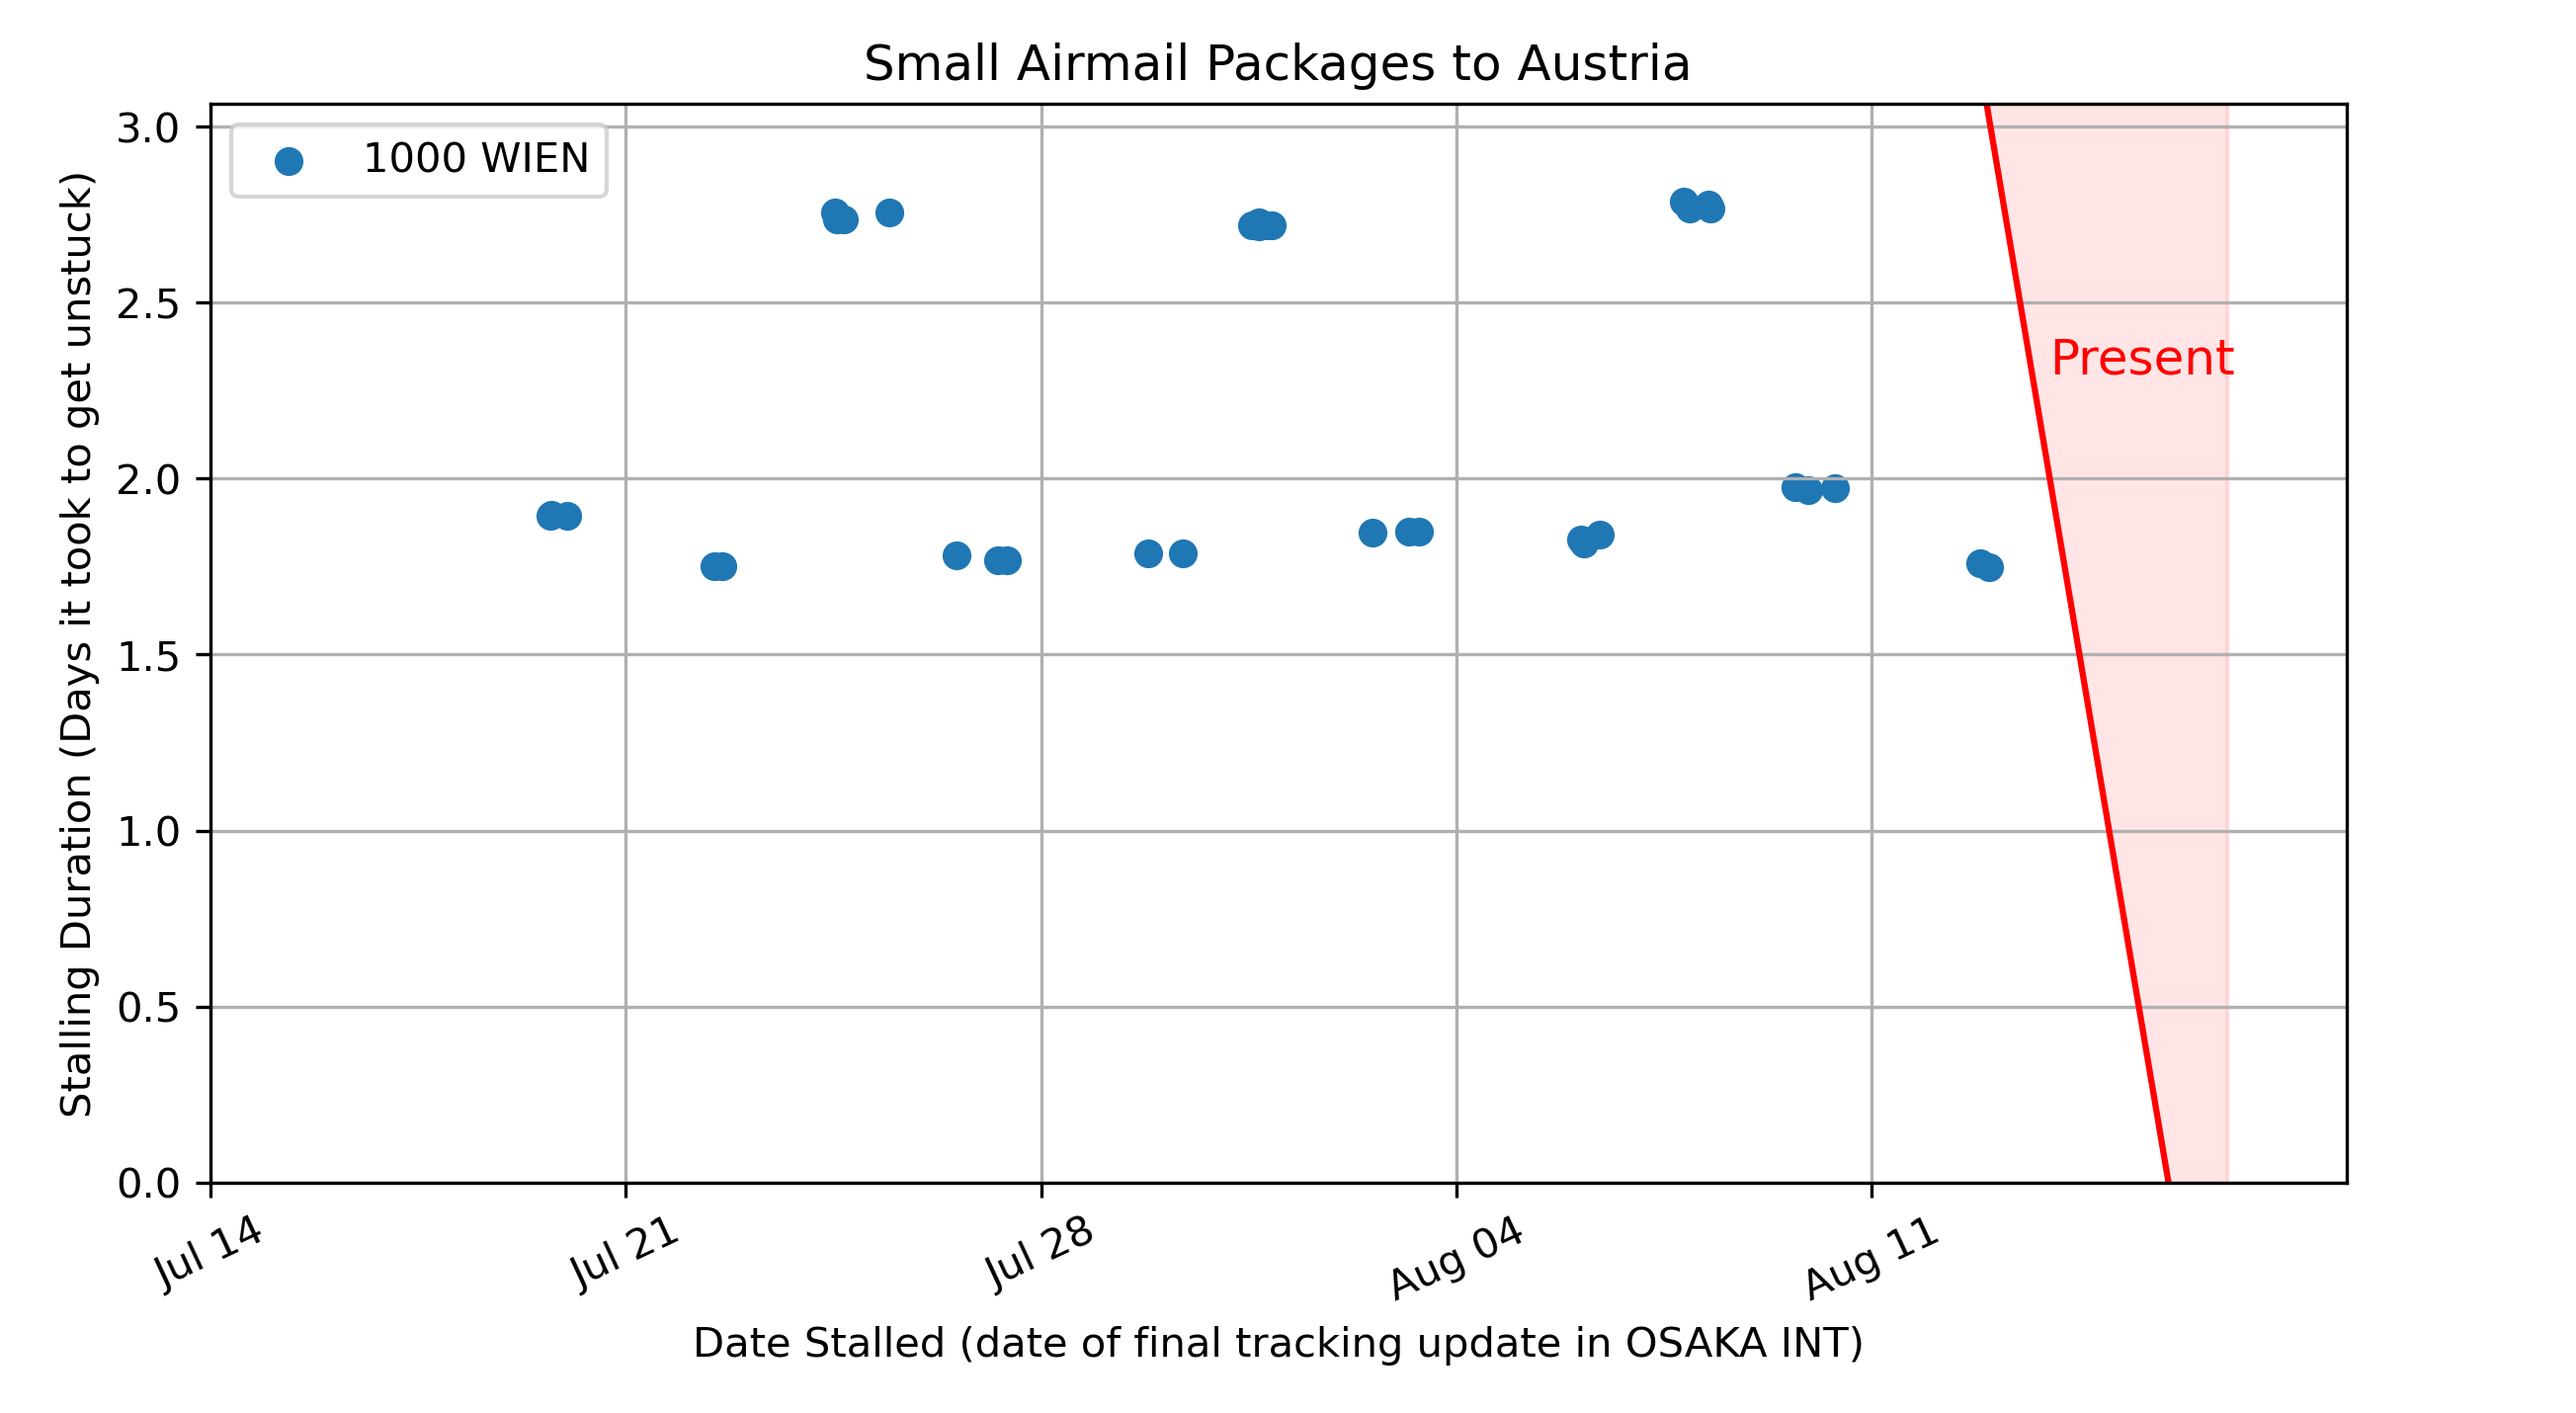 Small Airmail Packages to Austria
1000 WIEN
Present
Stalling Duration (Days it took to get unstuck)
3.0
2.5
2.0
1.5
1.0
0.5
0.0
Jul 14
Jul 21
Jul 28
Aug 04
Aug 11
Date Stalled (date of final tracking update in OSAKA INT)